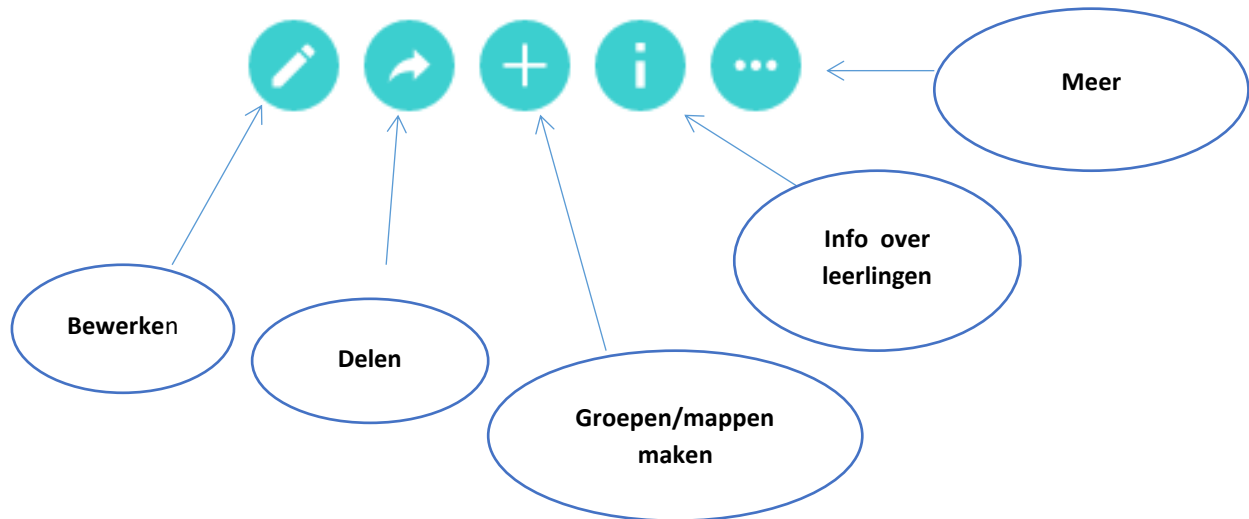 Meer
Info over
leerlingen
Bewerken
Delen
Groepen/mappen
maken